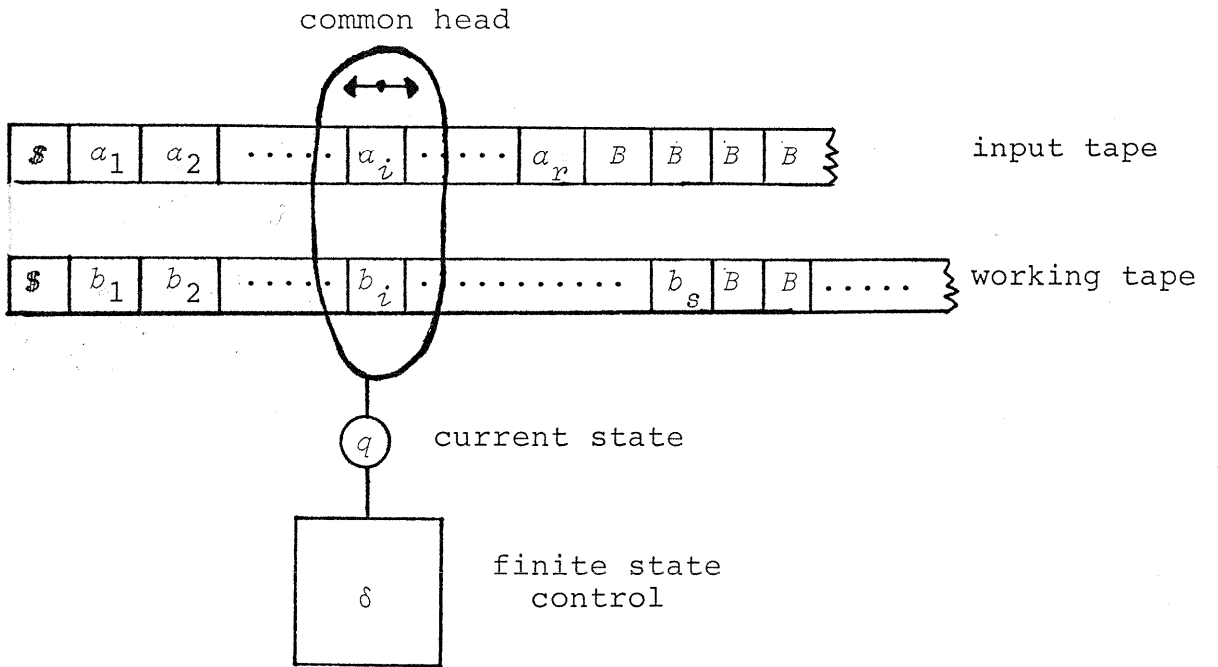 common head
$ a1 a2 ..... ai ..... ar B B B B
input tape
$ b1 b2 ..... bi ........... bs B B .....
working tape
q
current state
δ
finite state
control